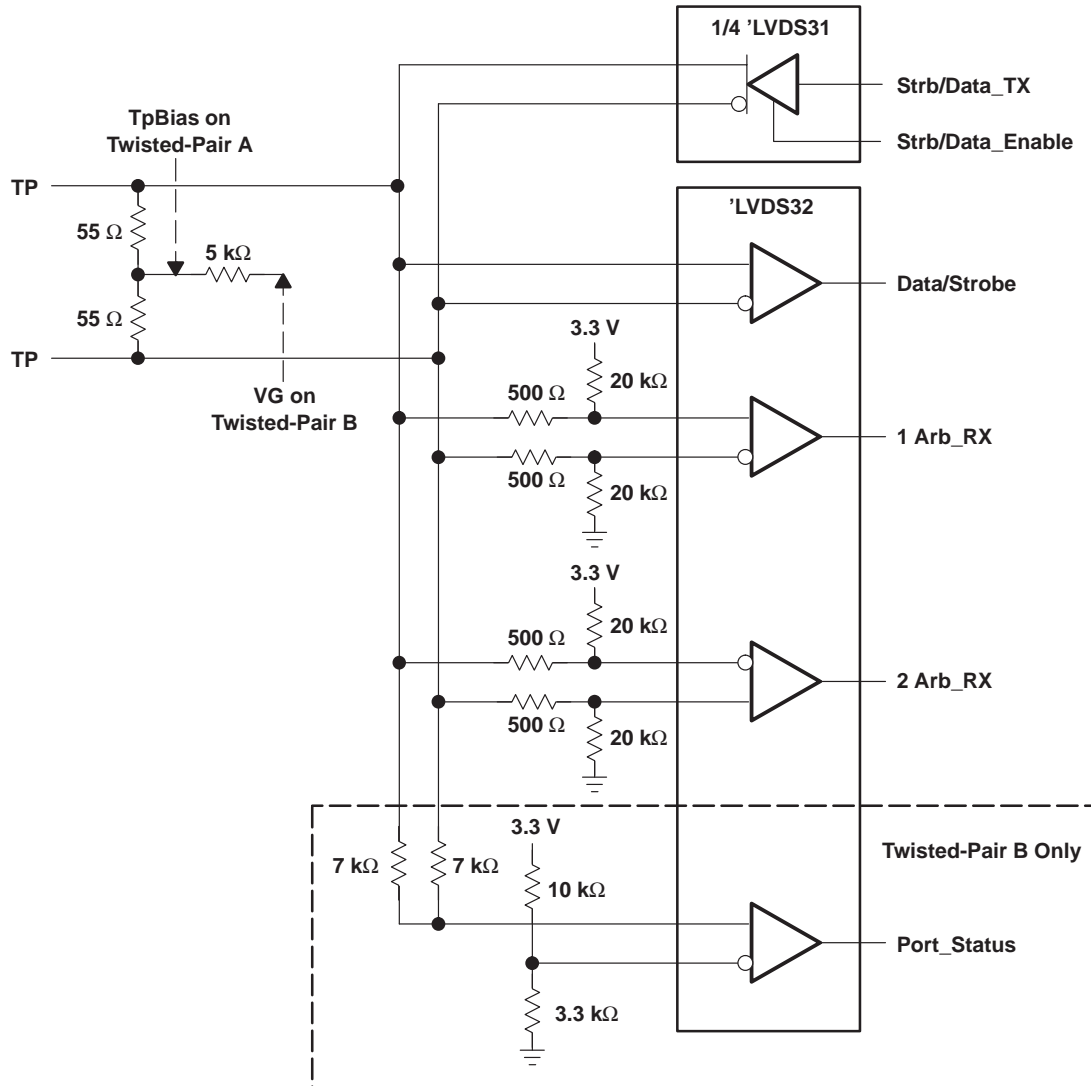 1/4 ’LVDS31
Strb/Data_TX
Strb/Data_Enable
TpBias on
Twisted-Pair A
TP
’LVDS32
55 Ω
5 kΩ
Data/Strobe
55 Ω
3.3 V
TP
20 kΩ
VG on
Twisted-Pair B
500 Ω
1 Arb_RX
500 Ω
20 kΩ
3.3 V
500 Ω
20 kΩ
2 Arb_RX
500 Ω
20 kΩ
3.3 V
Twisted-Pair B Only
7 kΩ
7 kΩ
10 kΩ
Port_Status
3.3 kΩ